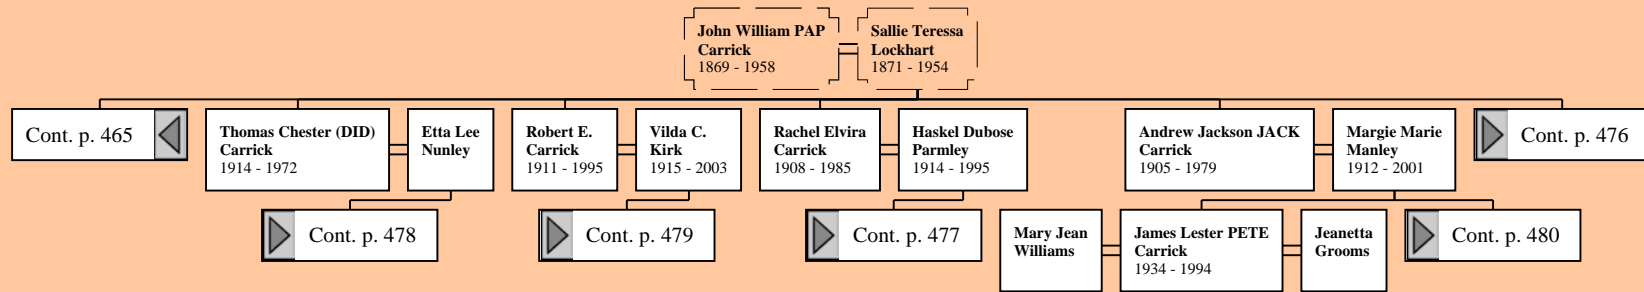 John William PAP
Carrick
1869 - 1958
Sallie Teressa
Lockhart
1871 - 1954
Cont. p. 465
Thomas Chester (DID)
Carrick
1914 - 1972
Etta Lee
Nunley
Robert E.
Carrick
1911 - 1995
Vilda C.
Kirk
1915 - 2003
Rachel Elvira
Carrick
1908 - 1985
Haskel Dubose
Parmley
1914 - 1995
Andrew Jackson JACK
Carrick
1905 - 1979
Margie Marie
Manley
1912 - 2001
Cont. p. 476
Cont. p. 478
Cont. p. 479
Cont. p. 477
Mary Jean
Williams
James Lester PETE
Carrick
1934 - 1994
Jeanetta
Grooms
Cont. p. 480